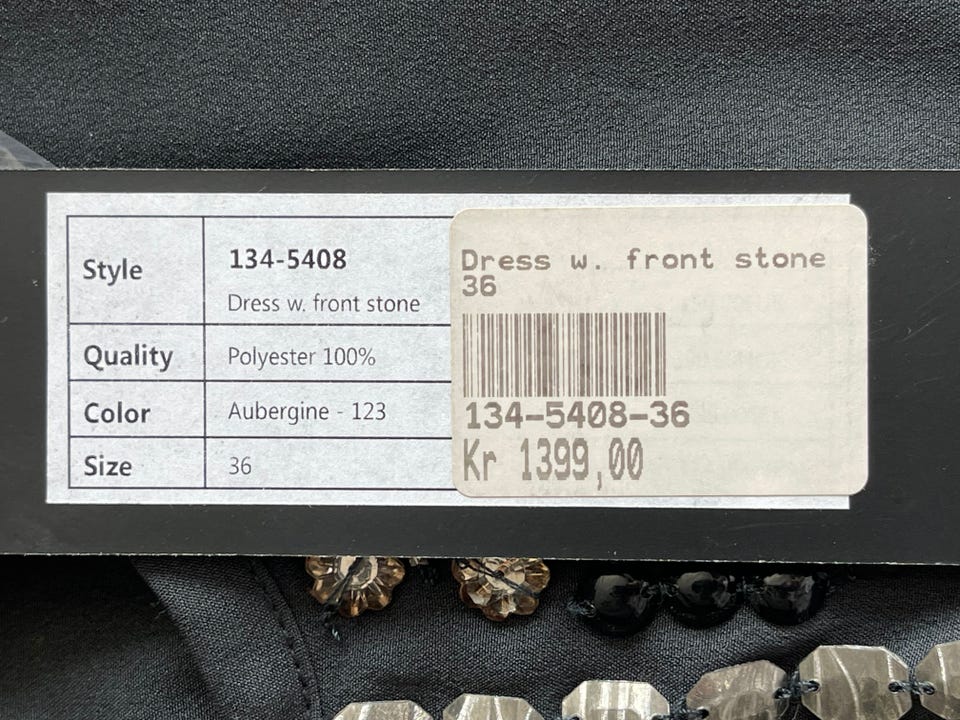 Style
134-5408
Dress w. front stone
Quality
Polyester 100%
Color
Aubergine - 123
Size
36
Dress w. front stone
36
134-5408-36
Kr 1399,00